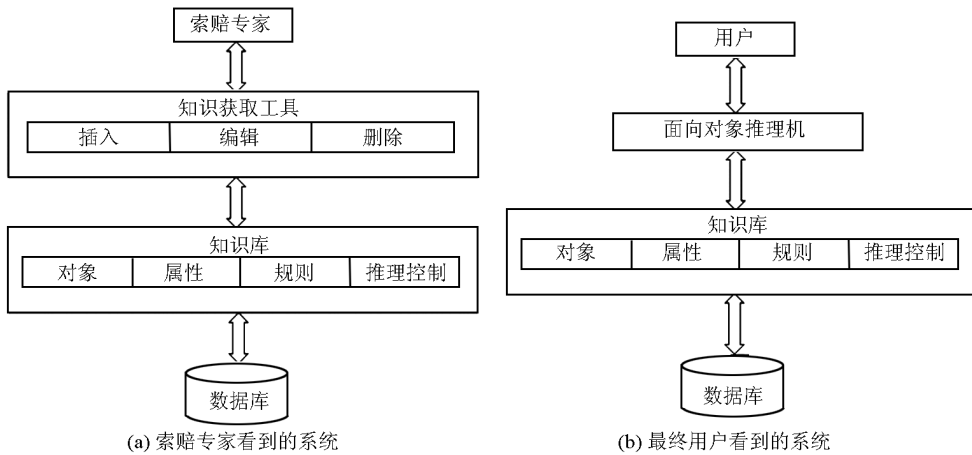 索赔专家
知识获取工具
插入 编辑 删除
知识库
对象 属性 规则 推理控制
数据库
(a) 索赔专家看到的系统
用户
面向对象推理机
知识库
对象 属性 规则 推理控制
数据库
(b) 最终用户看到的系统